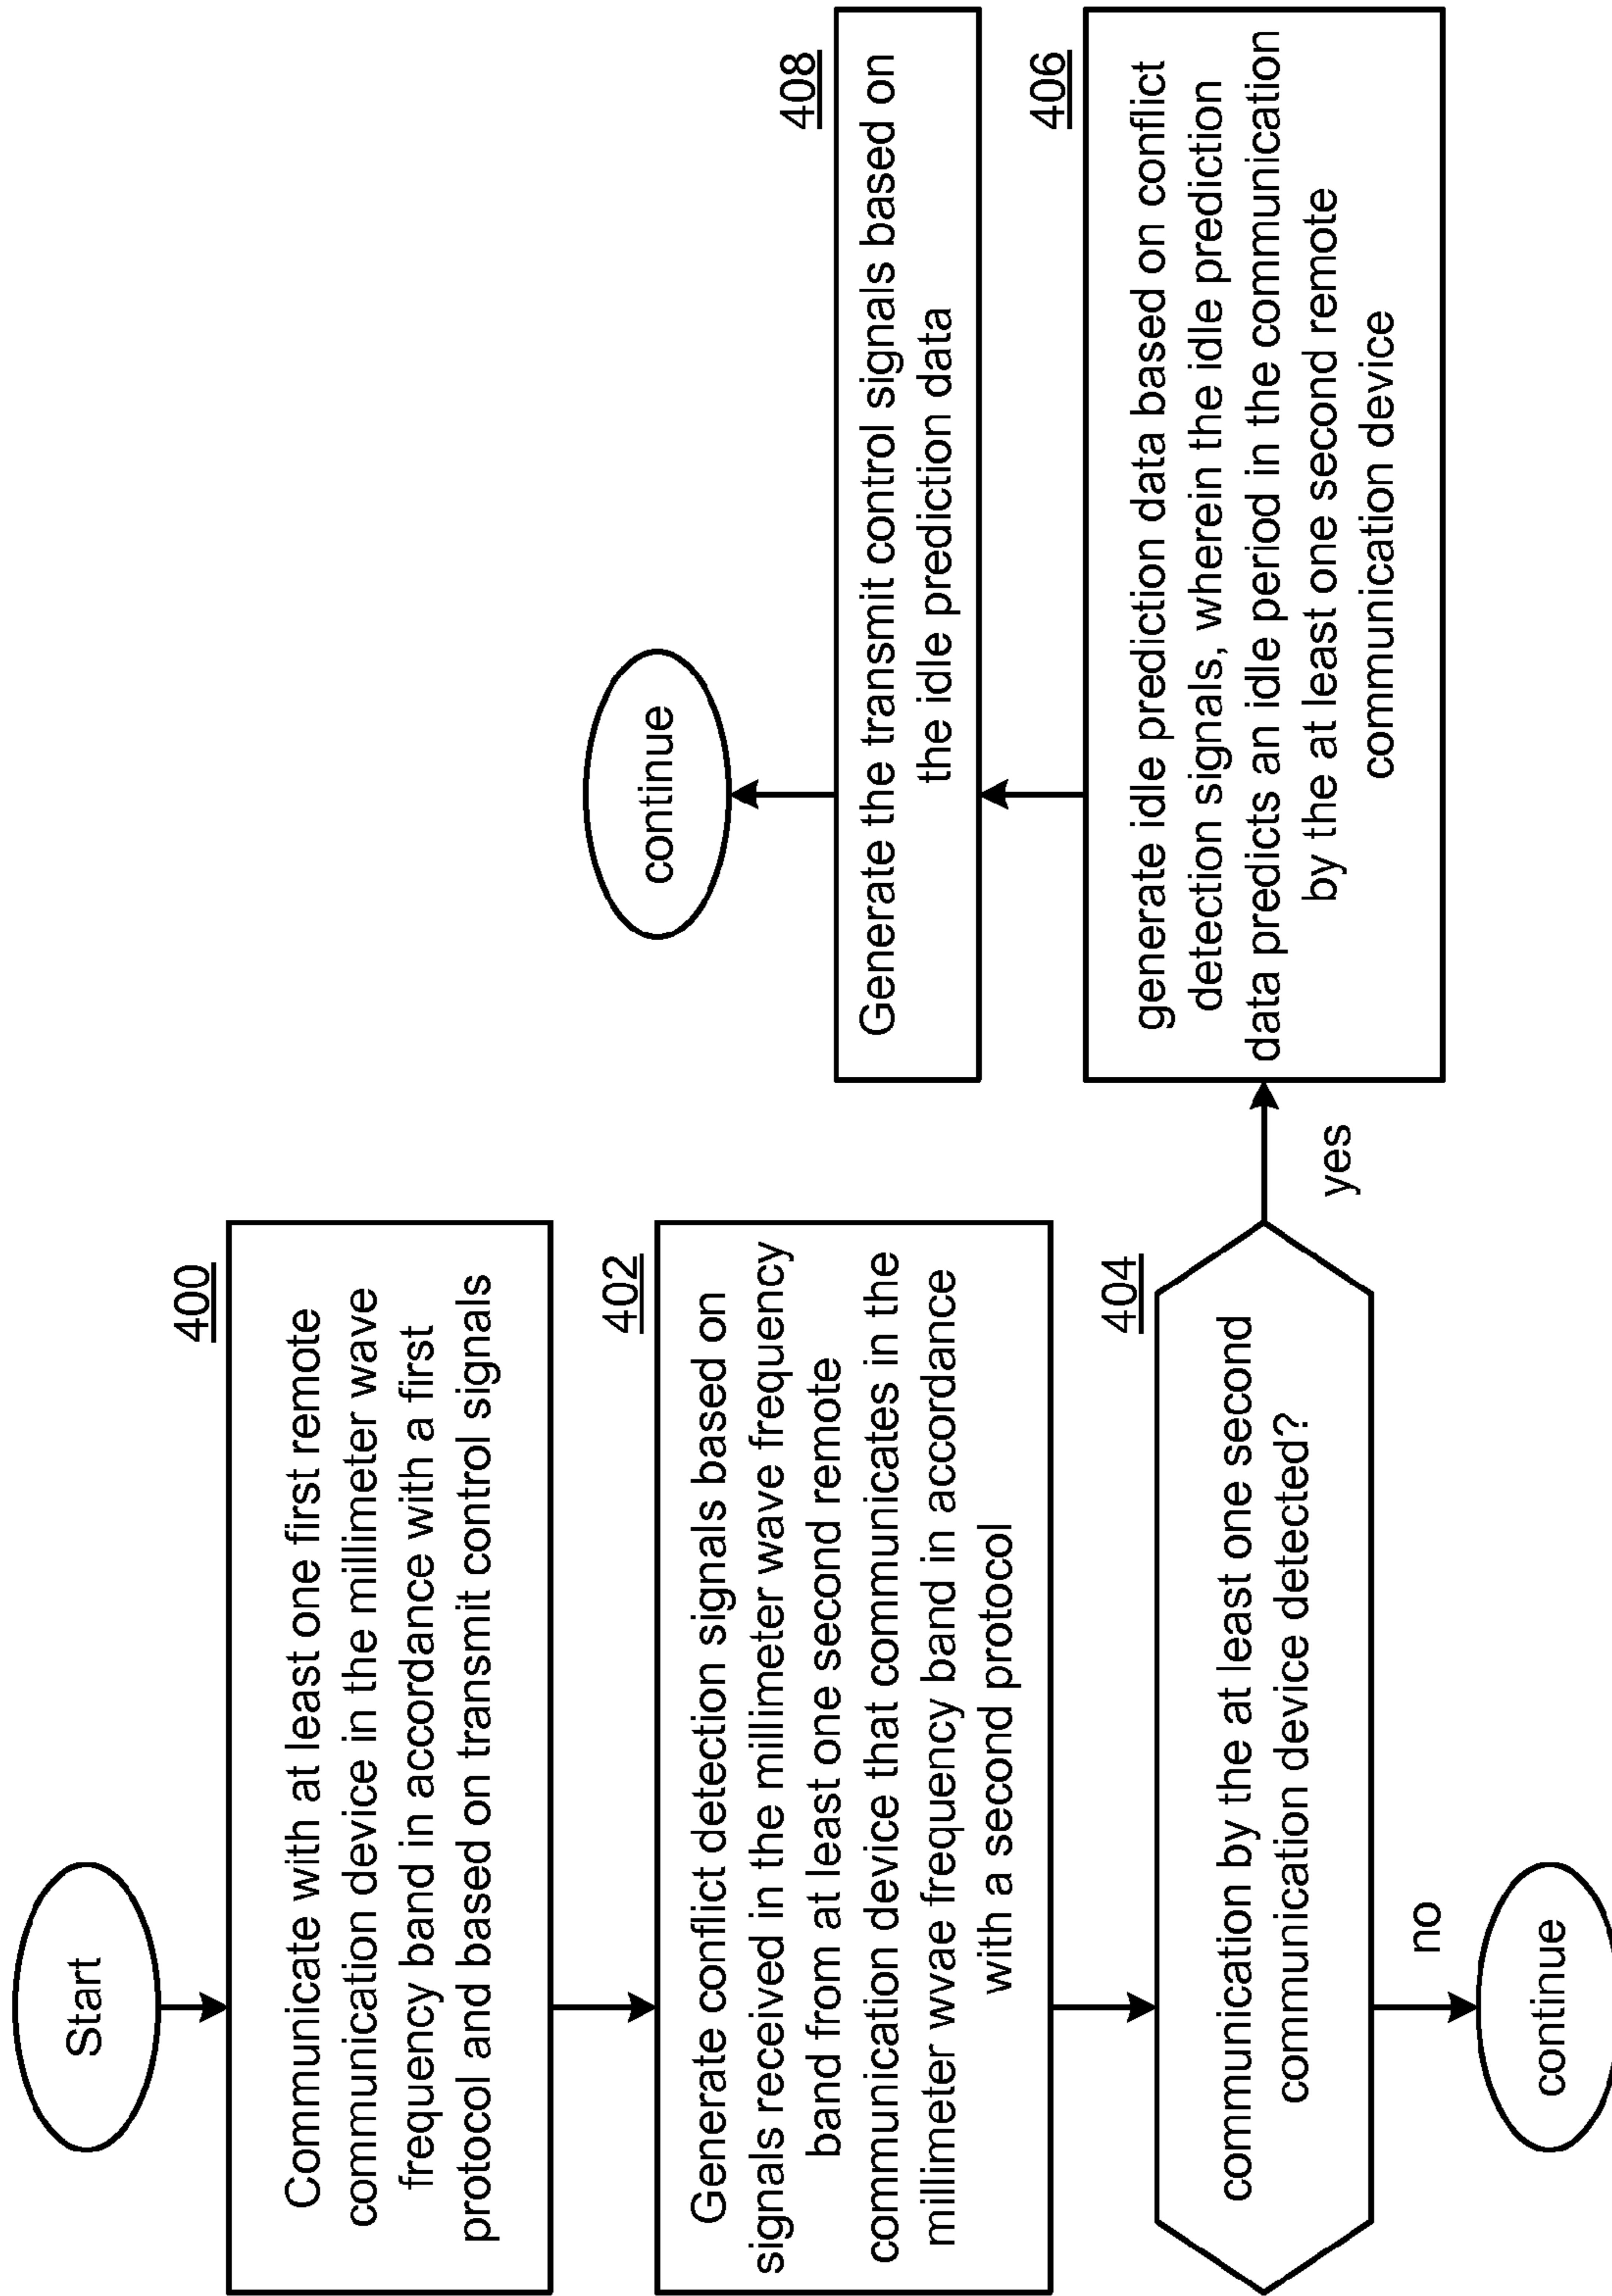 Start
400
Communicate with at least one first remote
communication device in the millimeter wave
frequency band in accordance with a first
protocol and based on transmit control signals
402
Generate conflict detection signals based on
signals received in the millimeter wave frequency
band from at least one second remote
communication device that communicates in the
millimeter wvae frequency band in accordance
with a second protocol
404
communication by the at least one second
communication device detected?
no
continue
yes
406
generate idle prediction data based on conflict
detection signals, wherein the idle prediction
data predicts an idle period in the communication
by the at least one second remote
communication device
408
Generate the transmit control signals based on
the idle prediction data
continue